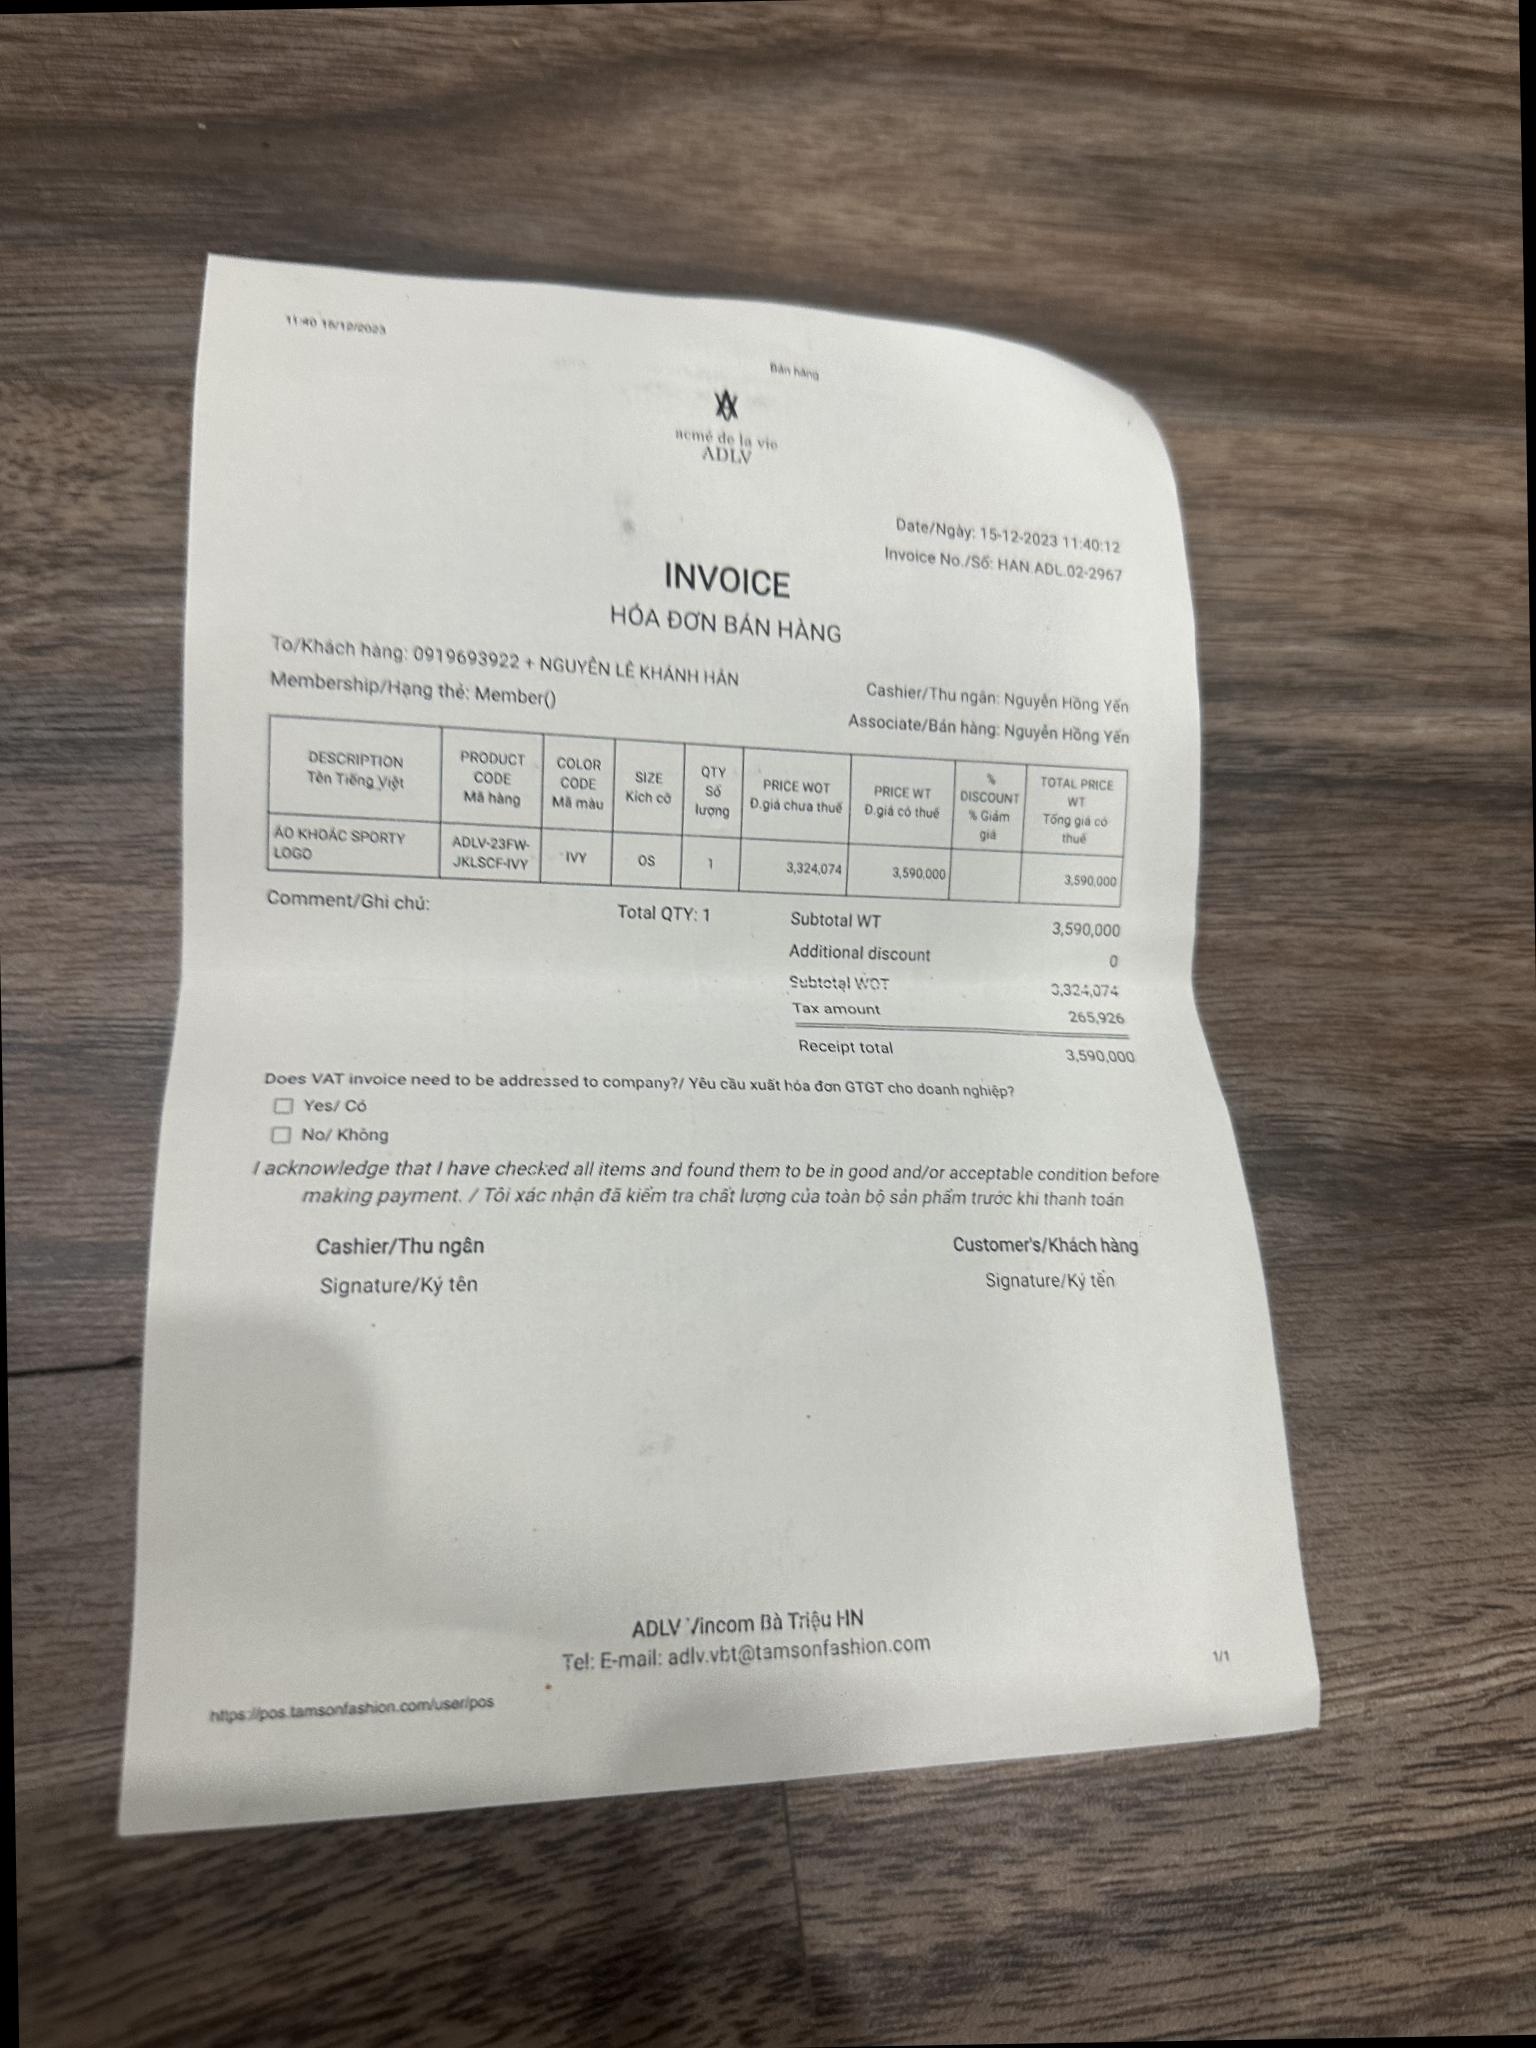 11:40 15/12/2023
Bán hàng
acmé de la vie
ADLV
Date/Ngày: 15-12-2023 11:40:12
Invoice No./Số: HAN.ADL.02-2967
INVOICE
HÓA ĐƠN BÁN HÀNG
To/Khách hàng: 0919693922 + NGUYỄN LÊ KHÁNH HÂN
Membership/Hạng thẻ: Member()
Cashier/Thu ngân: Nguyễn Hồng Yến
Associate/Bán hàng: Nguyễn Hồng Yến
DESCRIPTION Tên Tiếng Việt PRODUCT CODE Mã hàng COLOR CODE Mã màu SIZE Kích cỡ QTY Số lượng PRICE WOT Đ.giá chưa thuế PRICE WT Đ.giá có thuế % DISCOUNT % Giảm giá TOTAL PRICE WT Tổng giá có thuế
ÁO KHOÁC SPORTY LOGO ADLV-23FW-JKLSCF-IVY IVY OS 1 3,324,074 3,590,000 3,590,000
Comment/Ghi chú: Total QTY: 1 Subtotal WT 3,590,000
Additional discount 0
Subtotal WOT 3,324,074
Tax amount 265,926
Receipt total 3,590,000
Does VAT invoice need to be addressed to company?/ Yêu cầu xuất hóa đơn GTGT cho doanh nghiệp?
Yes/ Có
No/ Không
I acknowledge that I have checked all items and found them to be in good and/or acceptable condition before
making payment. / Tôi xác nhận đã kiểm tra chất lượng của toàn bộ sản phẩm trước khi thanh toán
Cashier/Thu ngân Customer's/Khách hàng
Signature/Ký tên Signature/Ký tên
ADLV Vincom Bà Triệu HN
Tel: E-mail: adlv.vbt@tamsonfashion.com
https://pos.tamsonfashion.com/user/pos 1/1